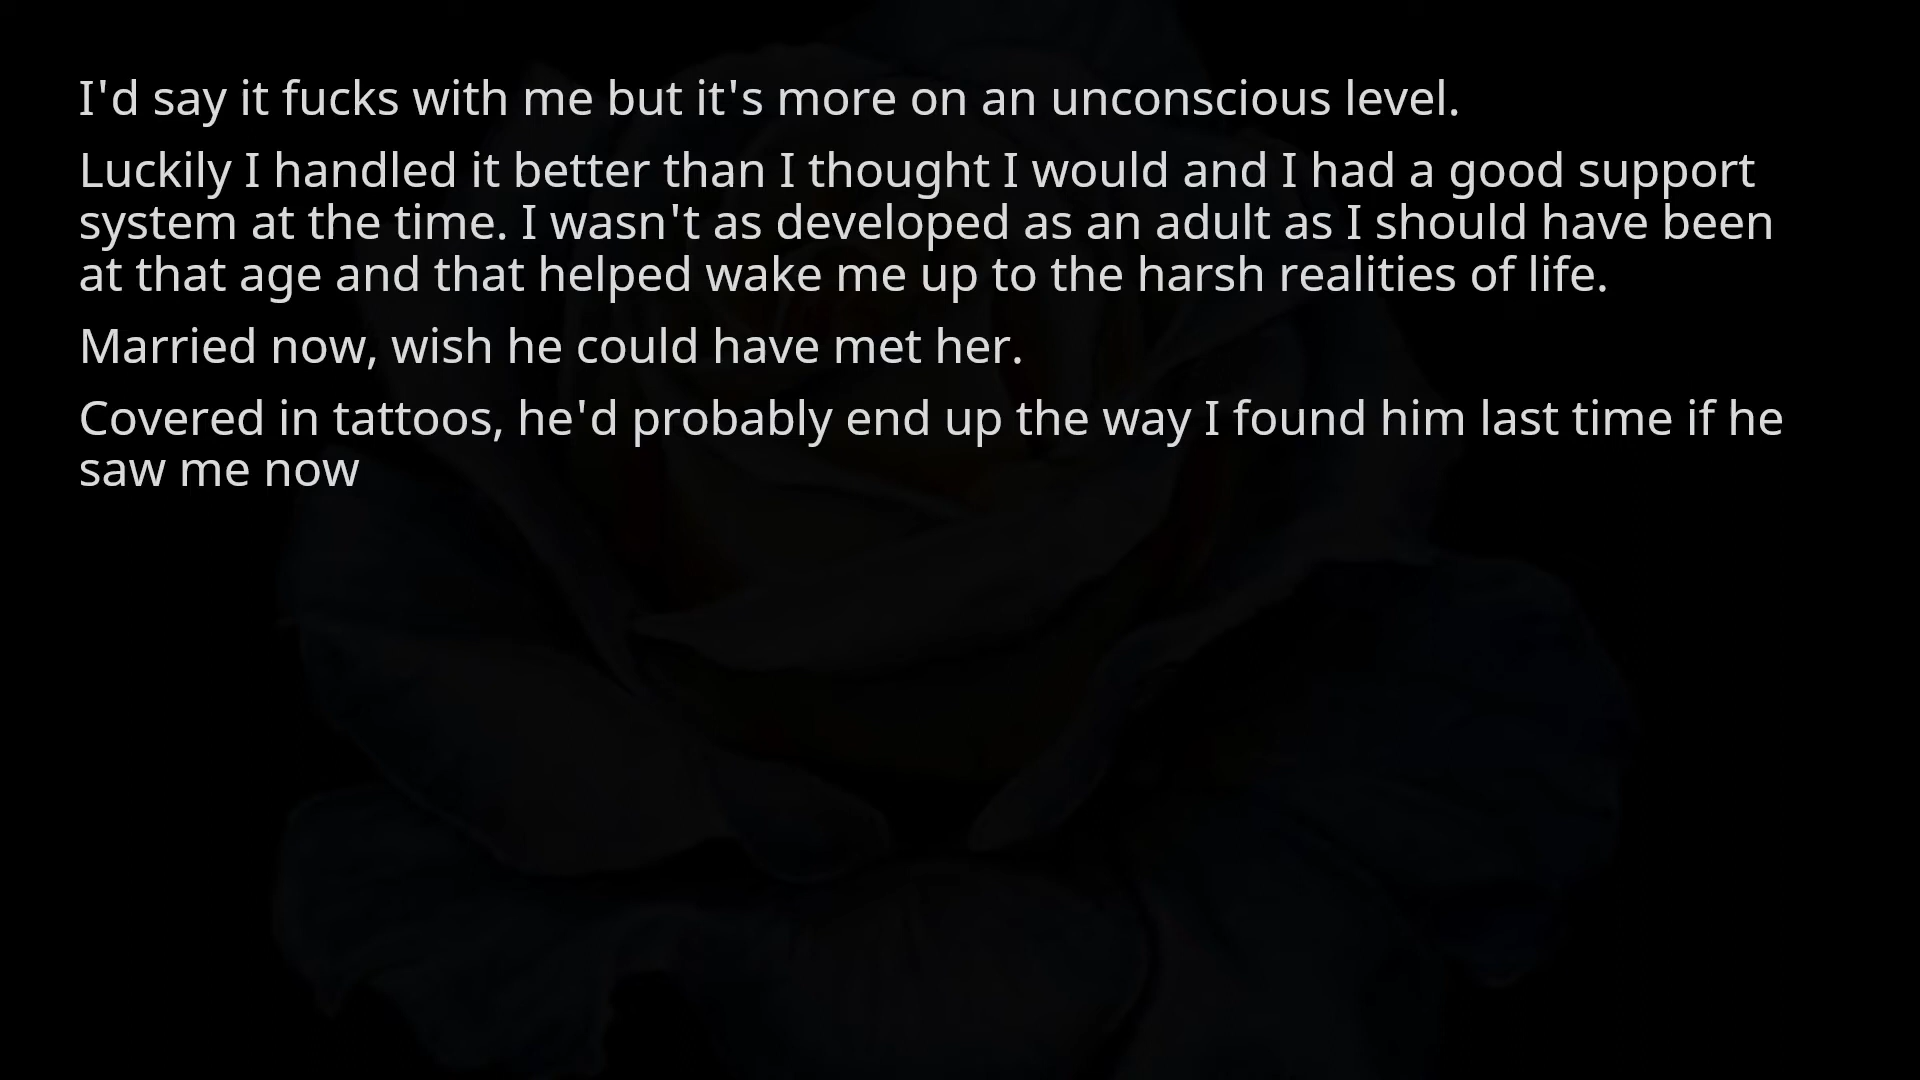 I'd say it fucks with me but it's more on an unconscious level.
Luckily I handled it better than I thought I would and I had a good support
system at the time. I wasn't as developed as an adult as I should have been
at that age and that helped wake me up to the harsh realities of life.
Married now, wish he could have met her.
Covered in tattoos, he'd probably end up the way I found him last time if he
saw me now